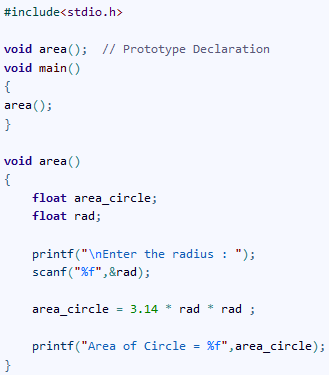 #include<stdio.h>
void area();  // Prototype Declaration
void main()
{
area();
}
void area()
{
    float area_circle;
    float rad;
    printf("\nEnter the radius : ");
    scanf("%f",&rad);
    area_circle = 3.14 * rad * rad ;
    printf("Area of Circle = %f",area_circle);
}